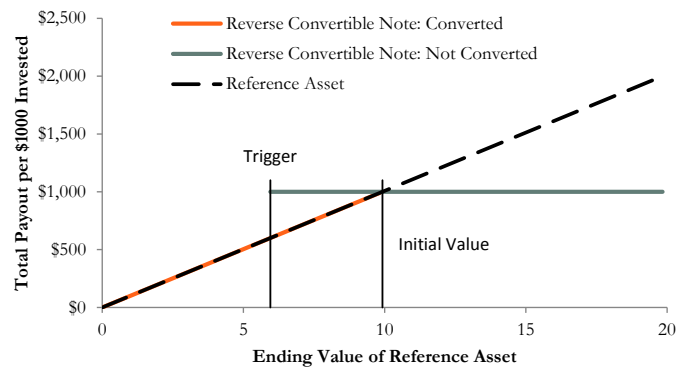 Total Payout per $1000 Invested
$2,500
$2,000
$1,500
$1,000
$500
$0
Reverse Convertible Note: Converted
Reverse Convertible Note: Not Converted
Reference Asset
Trigger
Initial Value
0
5
10
15
20
Ending Value of Reference Asset